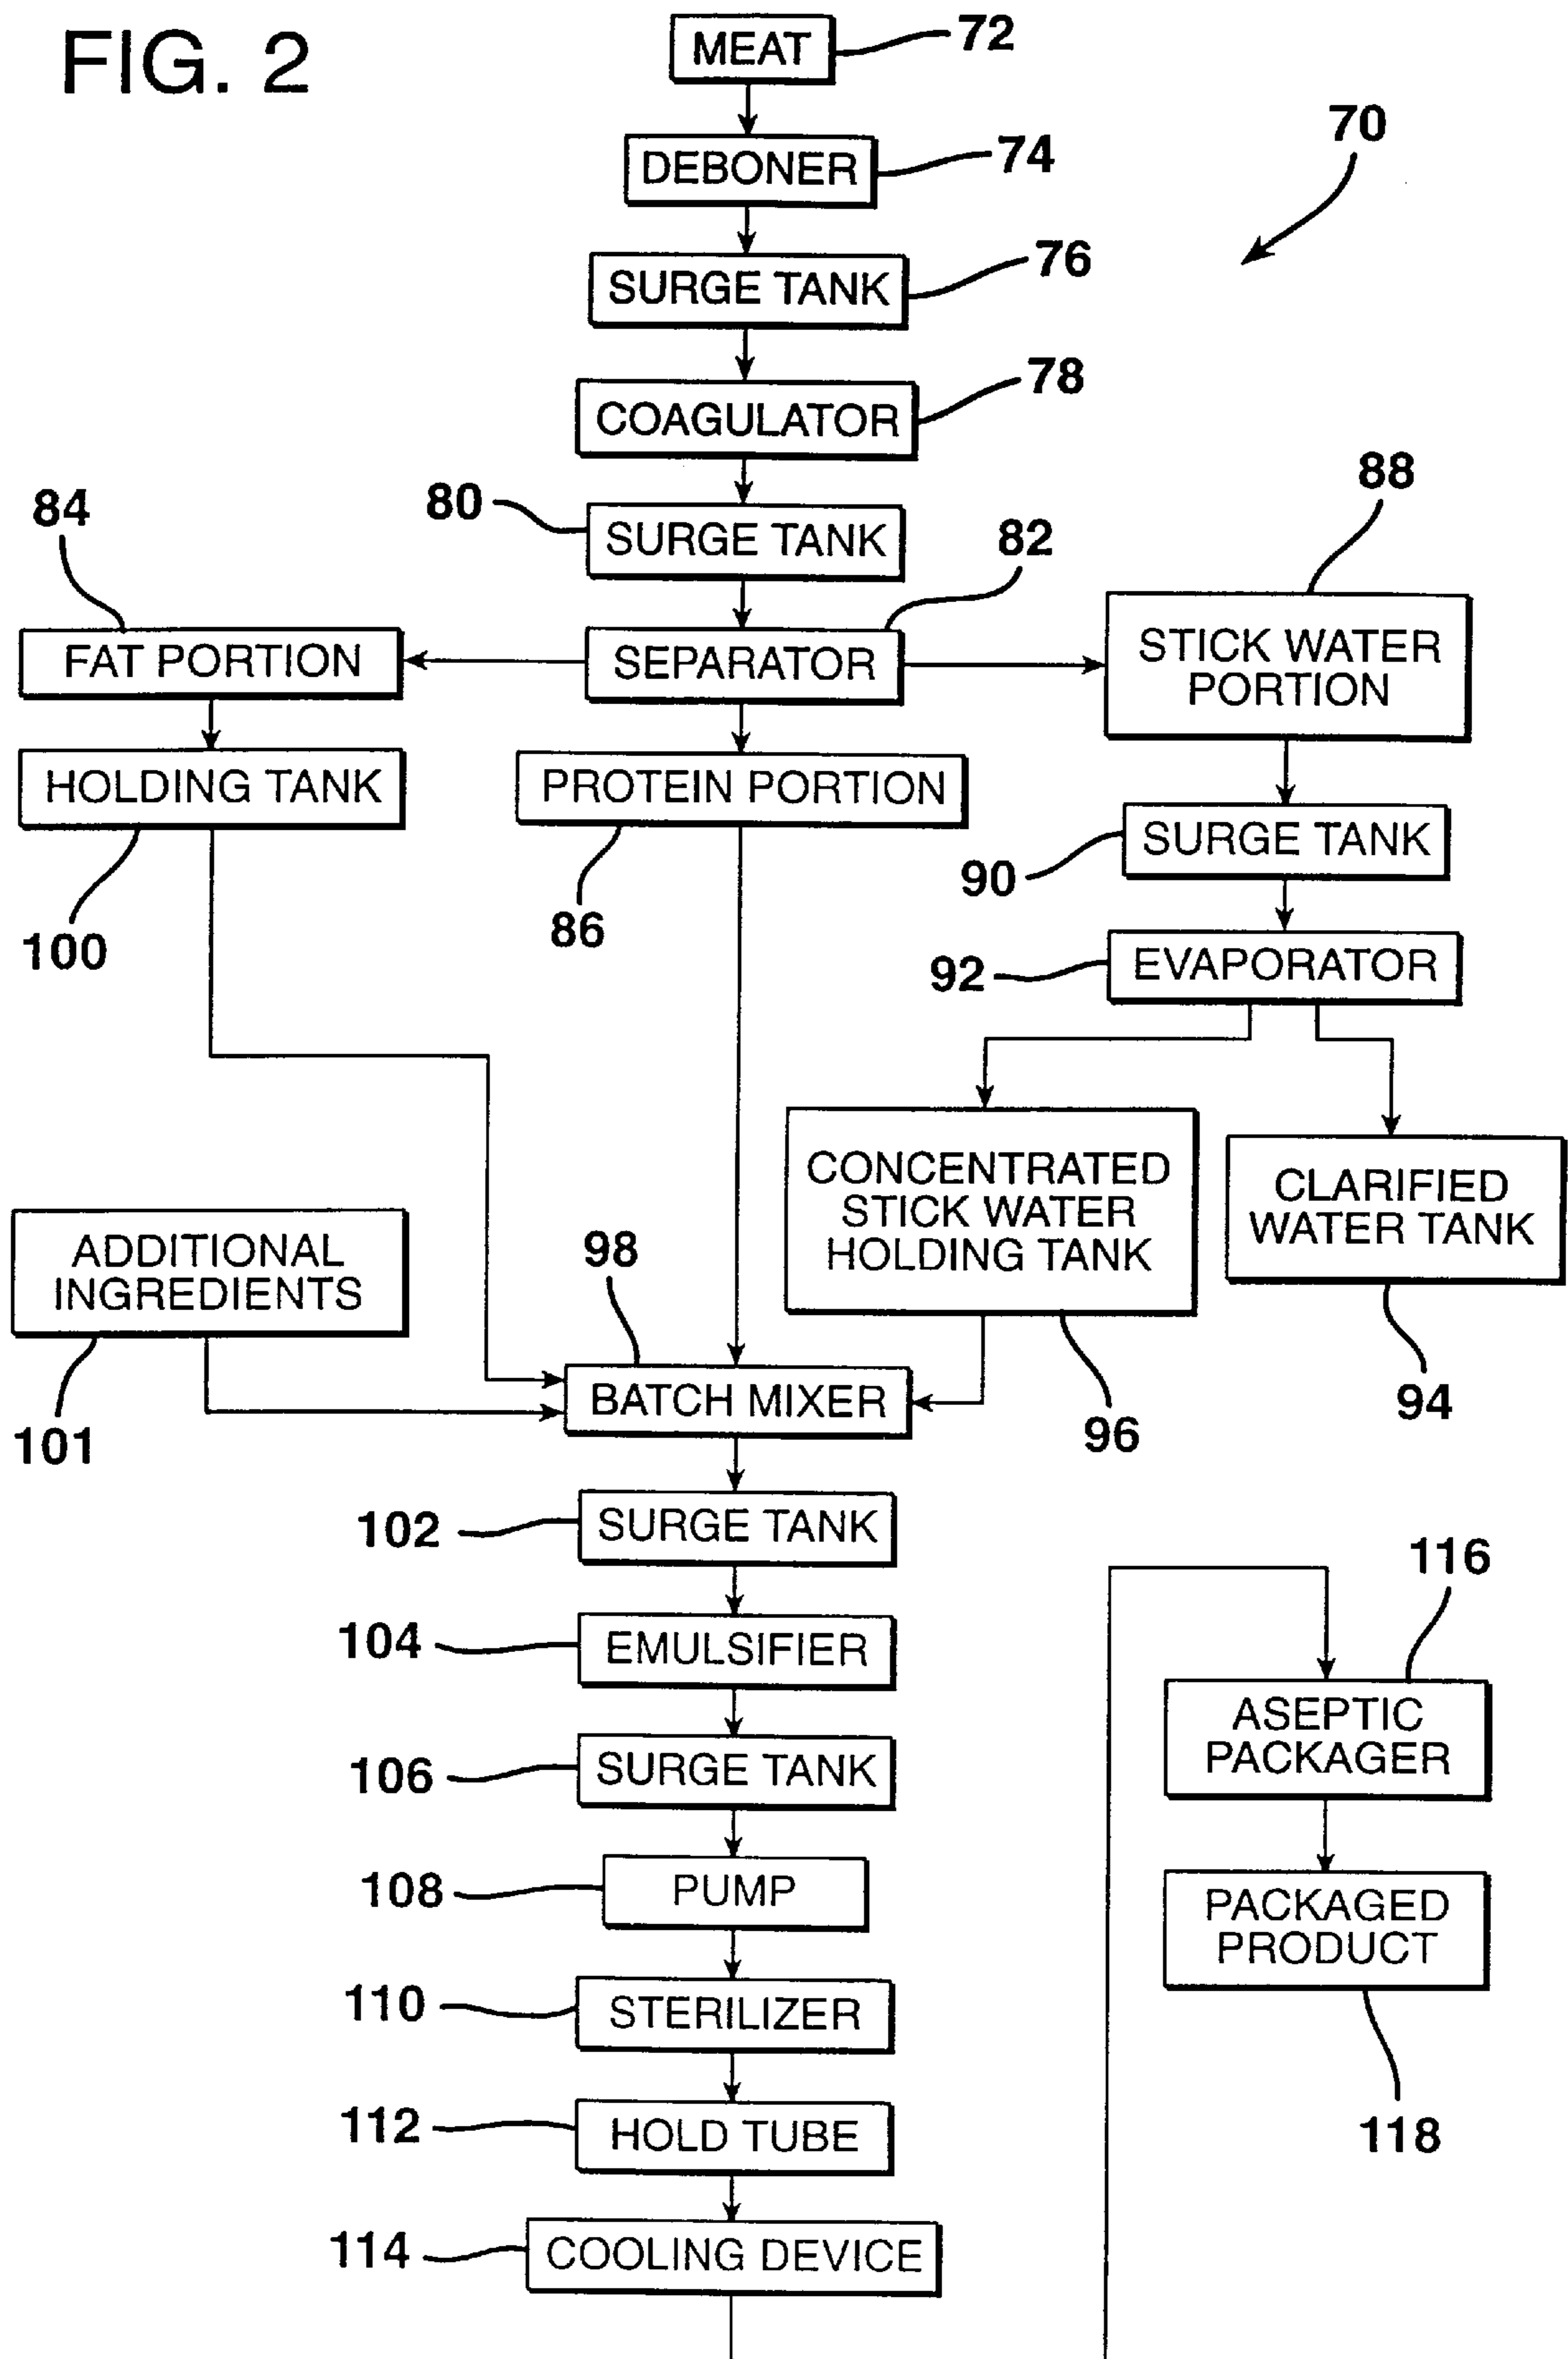 FIG. 2
MEAT
72
70
DEBONER
74
SURGE TANK
76
COAGULATOR
78
80
SURGE TANK
82
84
88
FAT PORTION
SEPARATOR
STICK WATER
PORTION
HOLDING TANK
100
PROTEIN PORTION
86
SURGE TANK
90
EVAPORATOR
92
CONCENTRATED
STICK WATER
HOLDING TANK
96
CLARIFIED
WATER TANK
94
ADDITIONAL
INGREDIENTS
101
98
BATCH MIXER
102
SURGE TANK
104
EMULSIFIER
106
SURGE TANK
108
PUMP
110
STERILIZER
112
HOLD TUBE
114
COOLING DEVICE
116
ASEPTIC
PACKAGER
PACKAGED
PRODUCT
118